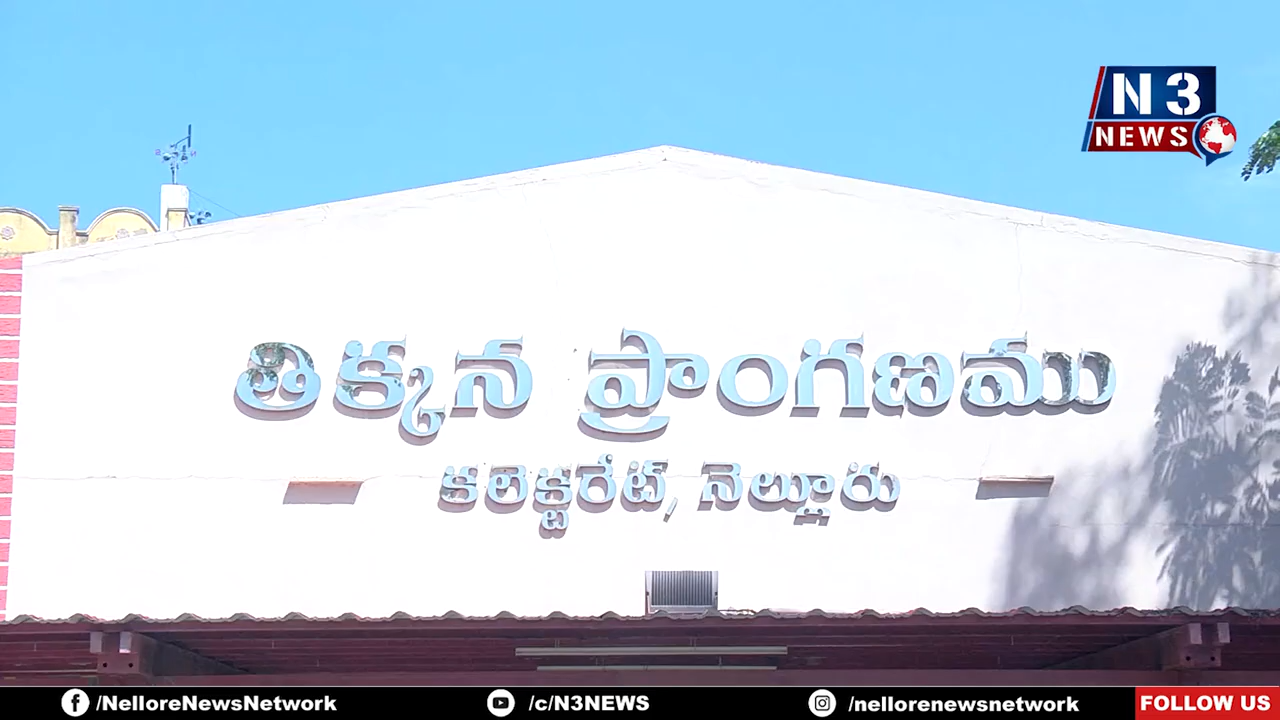 N3
NEWS
తిక్కన ప్రాంగణము
కలెక్టరేట్, నెల్లూరు
/NelloreNewsNetwork
/c/N3NEWS
/nellorenewsnetwork
FOLLOW US